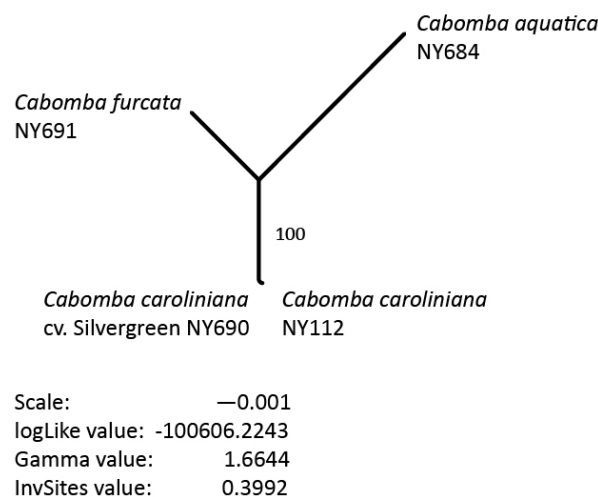 Cabomba aquatica
NY684
Cabomba furcata
NY691
100
Cabomba caroliniana
cv. Silvergreen NY690
Cabomba caroliniana
NY112
Scale: —0.001
logLike value: -100606.2243
Gamma value: 1.6644
InvSites value: 0.3992